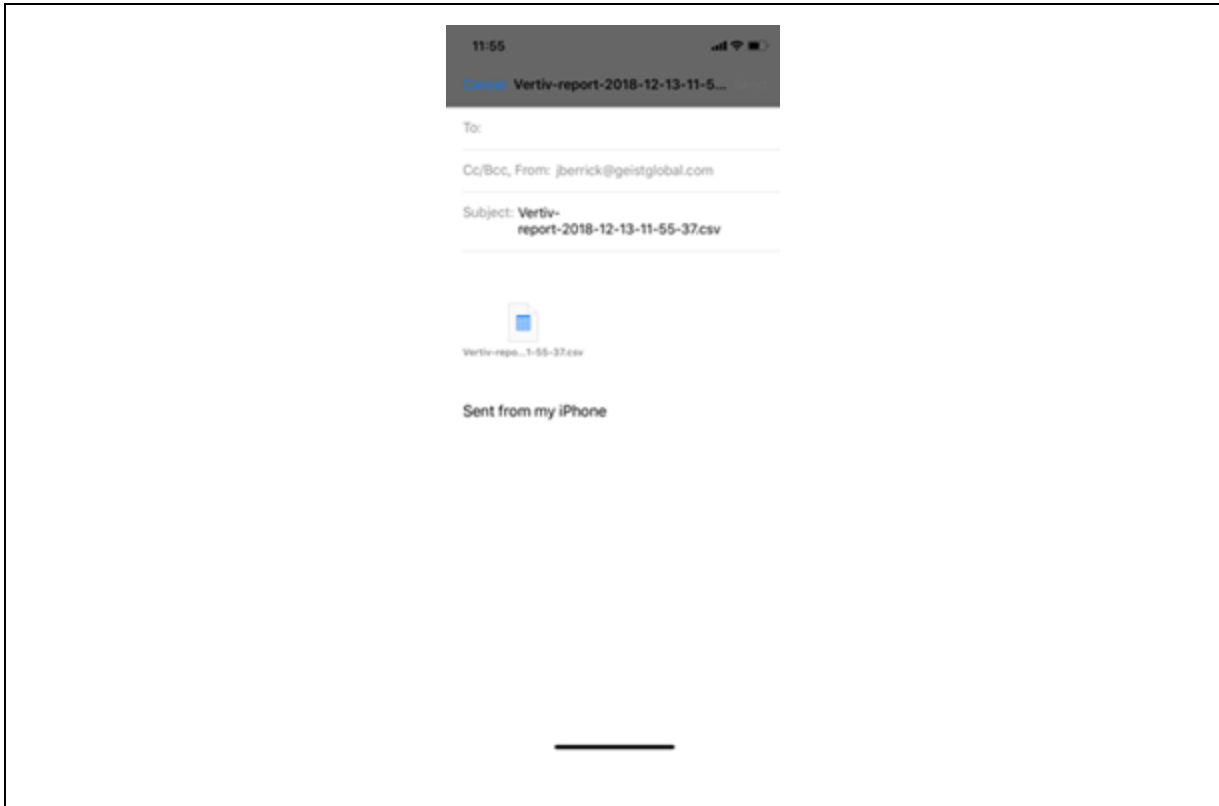 11:55
Cancel Vertiv-report-2018-12-13-11-5...
To:
Cc/Bcc, From: jberrick@geistglobal.com
Subject: Vertiv-
report-2018-12-13-11-55-37.csv
Vertiv-repo...1-55-37.csv
Sent from my iPhone